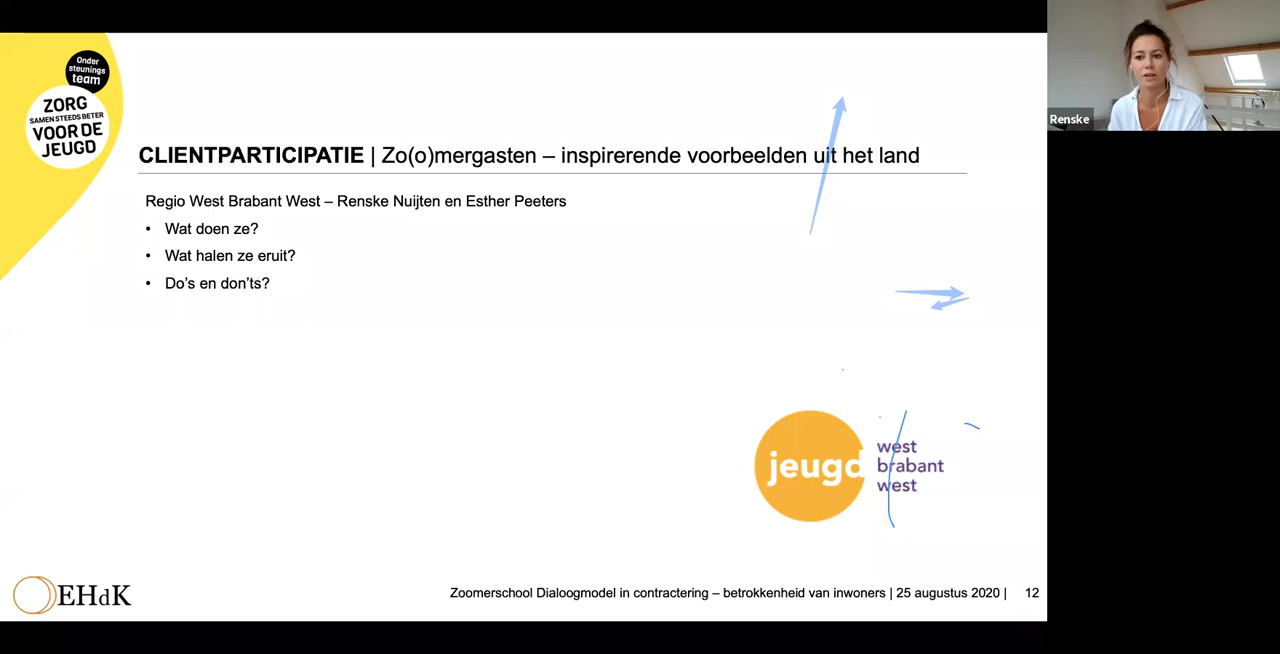 Onder
steunings
team
ZORG
SAMEN STEEDS BETER
VOOR DE
JEUGD
Renske
CLIENTPARTICIPATIE | Zo(o)mergasten – inspirerende voorbeelden uit het land
Regio West Brabant West – Renske Nuijten en Esther Peeters
• Wat doen ze?
• Wat halen ze eruit?
• Do’s en don’ts?
jeugd
west
brabant
west
EHdK
Zoomerschool Dialoogmodel in contractering – betrokkenheid van inwoners | 25 augustus 2020 | 12